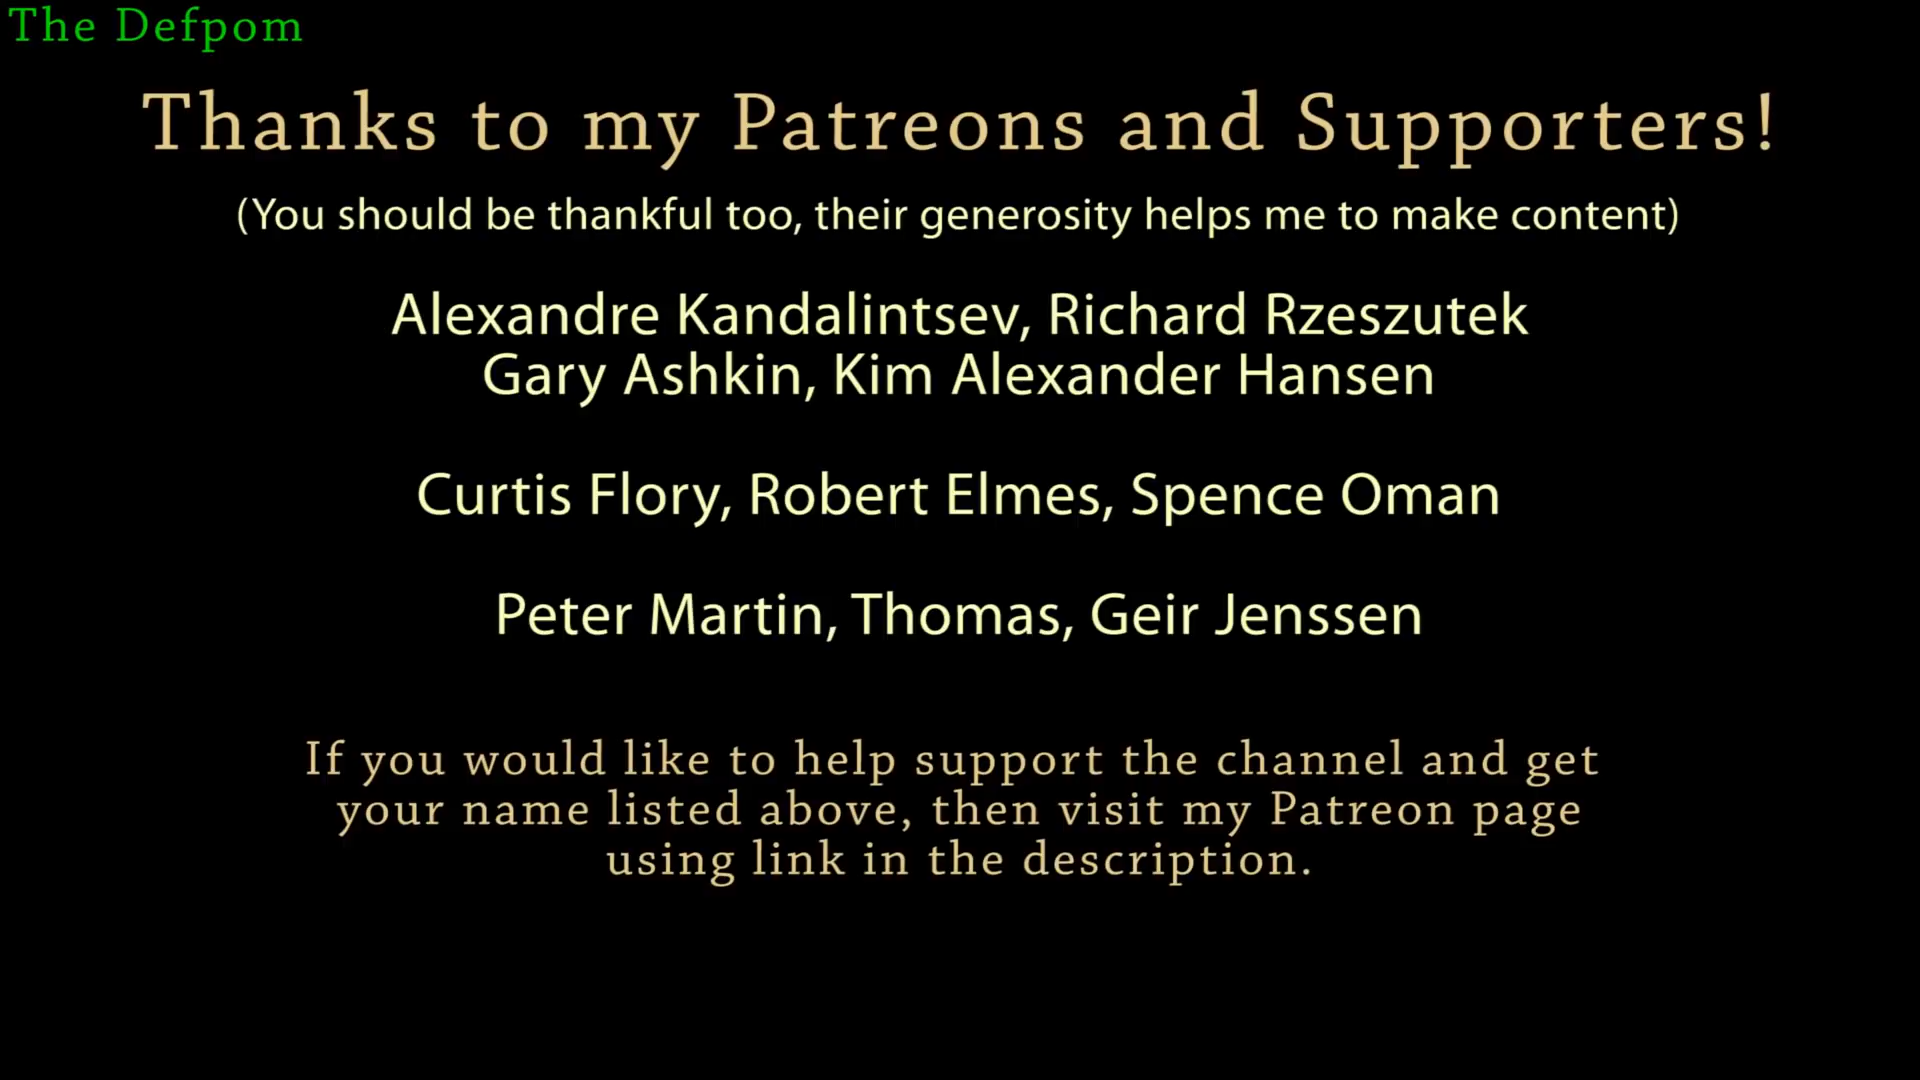 The Defpom
Thanks to my Patreons and Supporters!
(You should be thankful too, their generosity helps me to make content)
Alexandre Kandalintsev, Richard Rzeszutek
Gary Ashkin, Kim Alexander Hansen
Curtis Flory, Robert Elmes, Spence Oman
Peter Martin, Thomas, Geir Jenssen
If you would like to help support the channel and get
your name listed above, then visit my Patreon page
using link in the description.